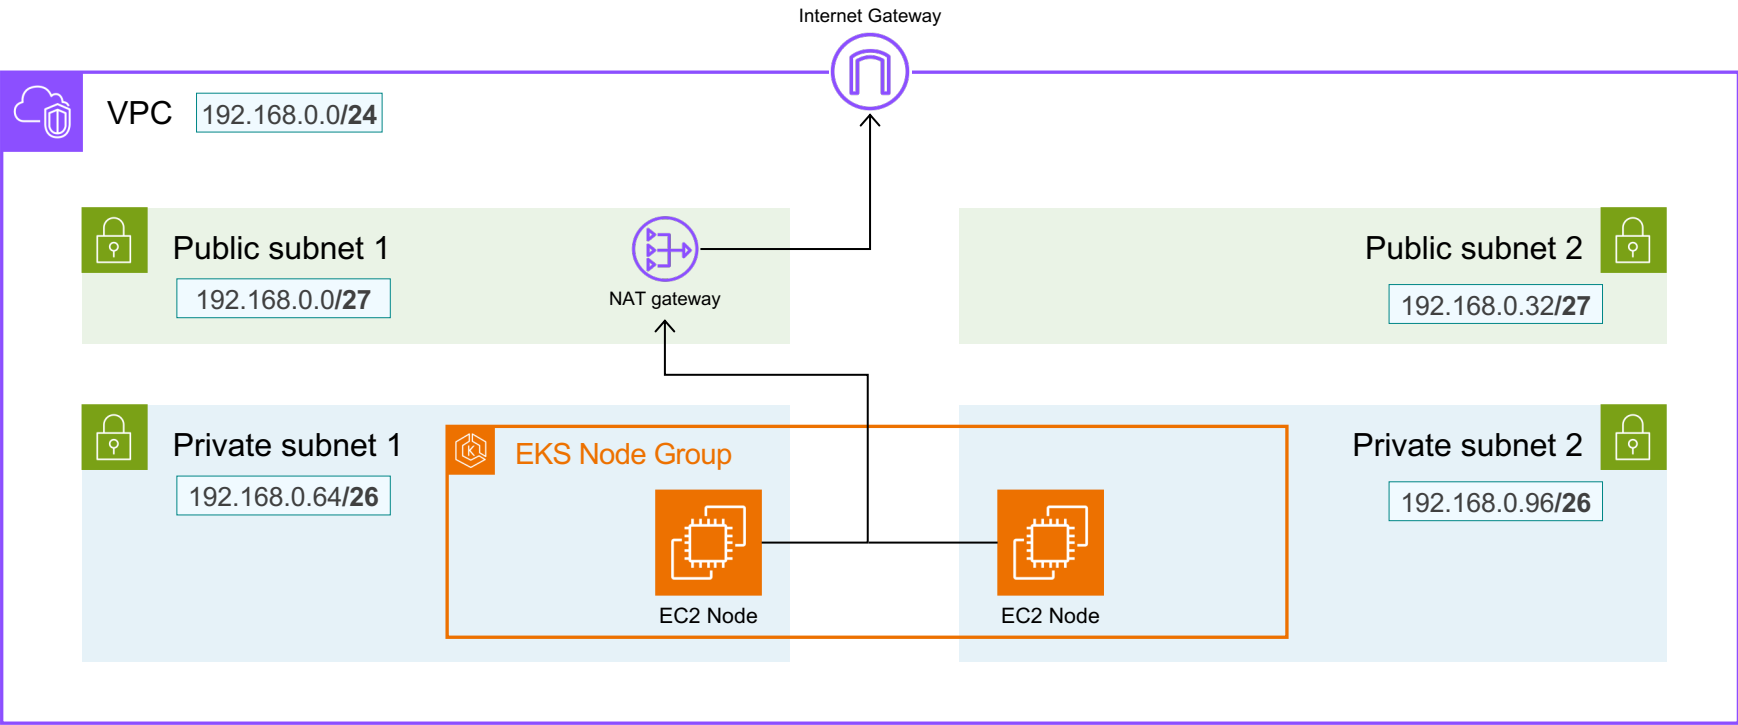 Internet Gateway
VPC 192.168.0.0/24
Public subnet 1
192.168.0.0/27
NAT gateway
Public subnet 2
192.168.0.32/27
Private subnet 1
192.168.0.64/26
EKS Node Group
EC2 Node
EC2 Node
Private subnet 2
192.168.0.96/26